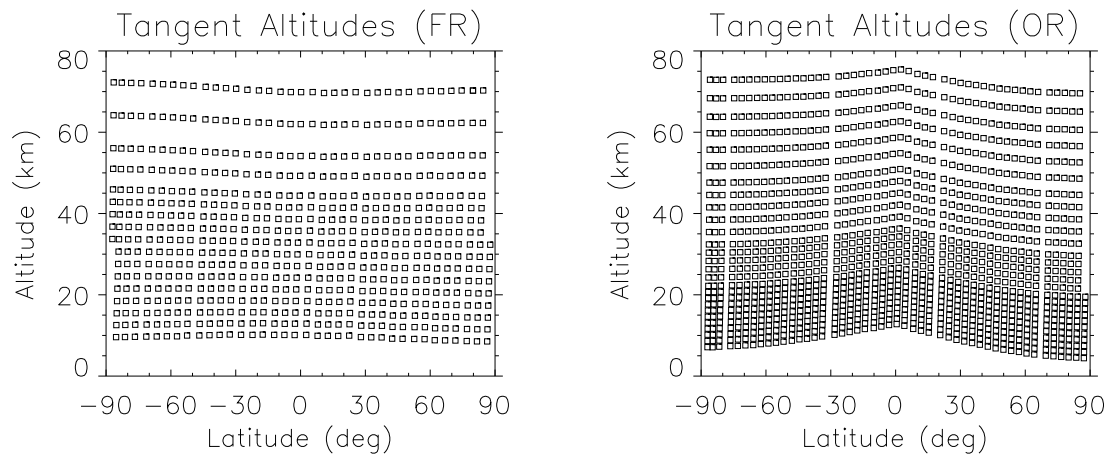 Tangent Altitudes (FR)
80
60
40
20
0
Altitude (km)
−90 −60 −30 0 30 60 90
Latitude (deg)
Tangent Altitudes (OR)
80
60
40
20
0
Altitude (km)
−90 −60 −30 0 30 60 90
Latitude (deg)